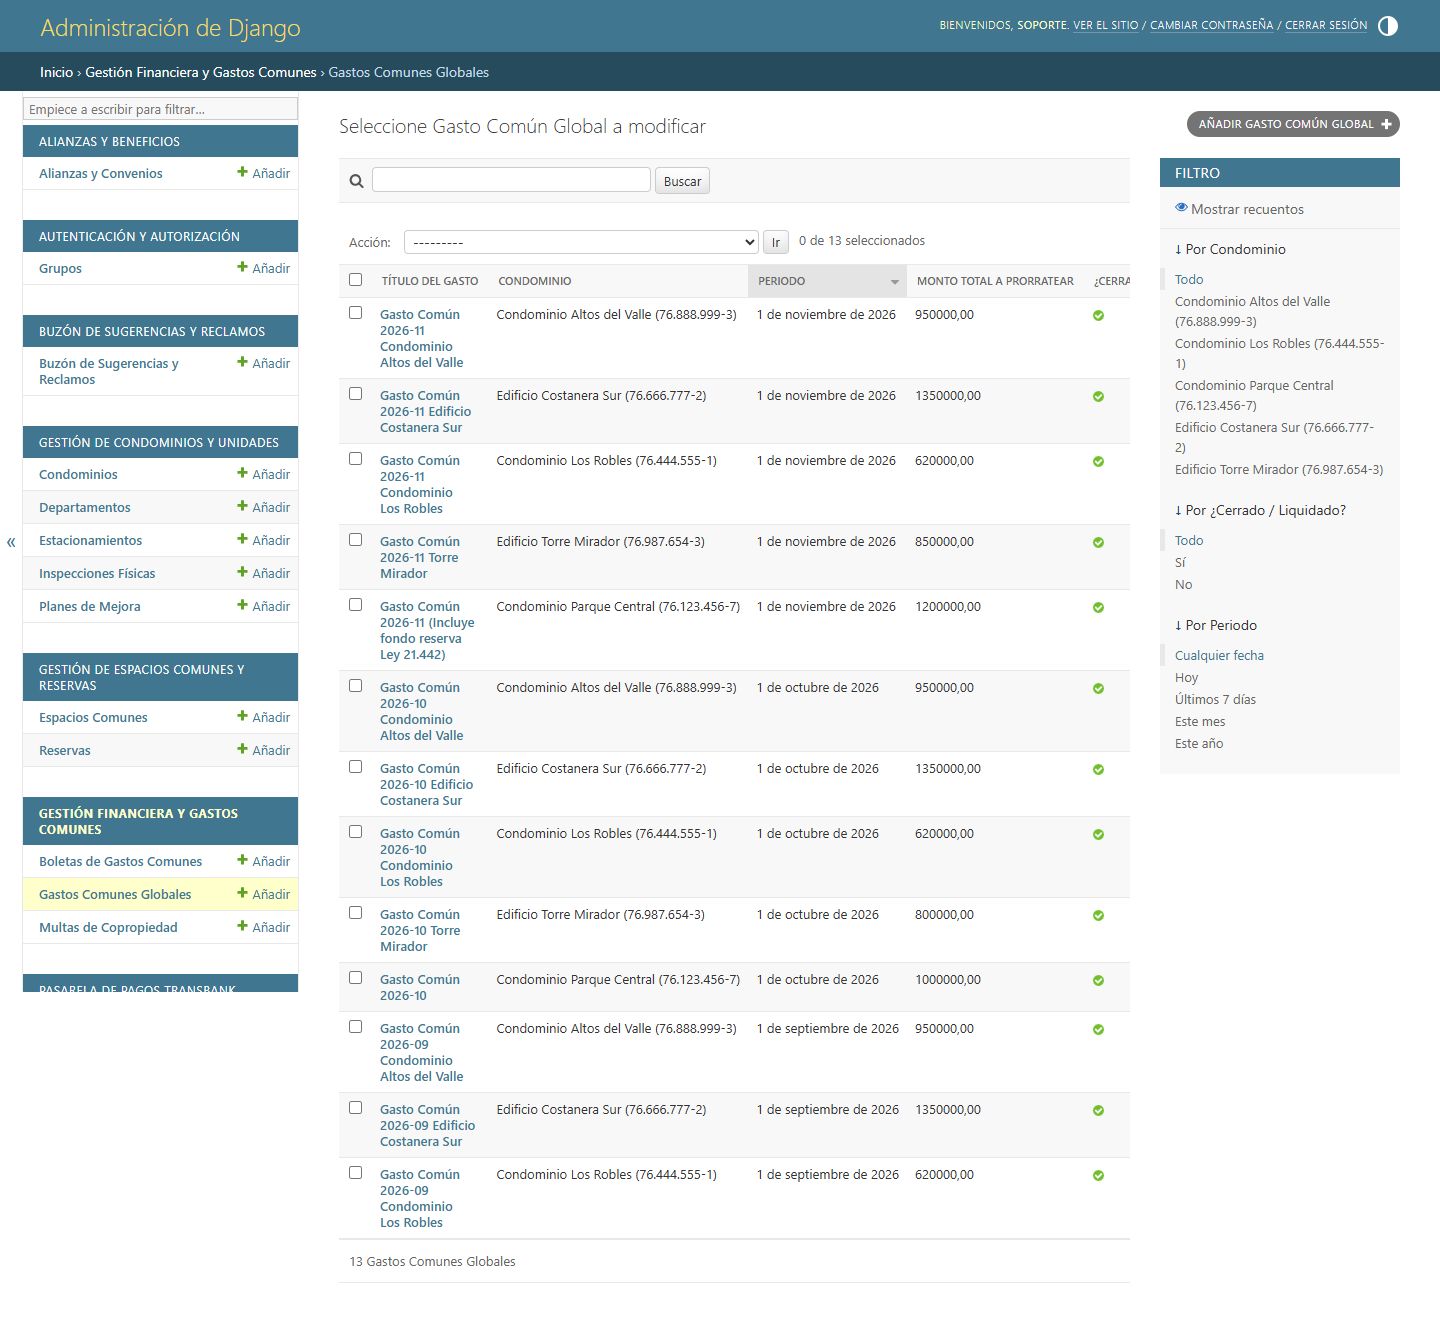 Administración de Django
BIENVENIDOS, SOPORTE. VER EL SITIO / CAMBIAR CONTRASEÑA / CERRAR SESIÓN
Inicio › Gestión Financiera y Gastos Comunes › Gastos Comunes Globales
Empiece a escribir para filtrar...
ALIANZAS Y BENEFICIOS
Alianzas y Convenios Añadir
AUTENTICACIÓN Y AUTORIZACIÓN
Grupos Añadir
BUZÓN DE SUGERENCIAS Y RECLAMOS
Buzón de Sugerencias y Añadir
Reclamos
GESTIÓN DE CONDOMINIOS Y UNIDADES
Condominios Añadir
Departamentos Añadir
«
Estacionamientos Añadir
Inspecciones Físicas Añadir
Planes de Mejora Añadir
GESTIÓN DE ESPACIOS COMUNES Y
RESERVAS
Espacios Comunes Añadir
Reservas Añadir
GESTIÓN FINANCIERA Y GASTOS
COMUNES
Boletas de Gastos Comunes Añadir
Gastos Comunes Globales Añadir
Multas de Copropiedad Añadir
PASARELA DE PAGOS TRANSBANK
Seleccione Gasto Común Global a modificar
AÑADIR GASTO COMÚN GLOBAL
Buscar
Acción: --------- Ir 0 de 13 seleccionados
TÍTULO DEL GASTO CONDOMINIO PERIODO MONTO TOTAL A PRORRATEAR ¿CERRA
Gasto Común Condominio Altos del Valle (76.888.999-3) 1 de noviembre de 2026 950000,00
2026-11
Condominio
Altos del Valle
Gasto Común Edificio Costanera Sur (76.666.777-2) 1 de noviembre de 2026 1350000,00
2026-11 Edificio
Costanera Sur
Gasto Común Condominio Los Robles (76.444.555-1) 1 de noviembre de 2026 620000,00
2026-11
Condominio
Los Robles
Gasto Común Edificio Torre Mirador (76.987.654-3) 1 de noviembre de 2026 850000,00
2026-11 Torre
Mirador
Gasto Común Condominio Parque Central (76.123.456-7) 1 de noviembre de 2026 1200000,00
2026-11 (Incluye
fondo reserva
Ley 21.442)
Gasto Común Condominio Altos del Valle (76.888.999-3) 1 de octubre de 2026 950000,00
2026-10
Condominio
Altos del Valle
Gasto Común Edificio Costanera Sur (76.666.777-2) 1 de octubre de 2026 1350000,00
2026-10 Edificio
Costanera Sur
Gasto Común Condominio Los Robles (76.444.555-1) 1 de octubre de 2026 620000,00
2026-10
Condominio
Los Robles
Gasto Común Edificio Torre Mirador (76.987.654-3) 1 de octubre de 2026 800000,00
2026-10 Torre
Mirador
Gasto Común Condominio Parque Central (76.123.456-7) 1 de octubre de 2026 1000000,00
2026-10
Gasto Común Condominio Altos del Valle (76.888.999-3) 1 de septiembre de 2026 950000,00
2026-09
Condominio
Altos del Valle
Gasto Común Edificio Costanera Sur (76.666.777-2) 1 de septiembre de 2026 1350000,00
2026-09 Edificio
Costanera Sur
Gasto Común Condominio Los Robles (76.444.555-1) 1 de septiembre de 2026 620000,00
2026-09
Condominio
Los Robles
13 Gastos Comunes Globales
FILTRO
Mostrar recuentos
↓ Por Condominio
Todo
Condominio Altos del Valle
(76.888.999-3)
Condominio Los Robles (76.444.555-
1)
Condominio Parque Central
(76.123.456-7)
Edificio Costanera Sur (76.666.777-
2)
Edificio Torre Mirador (76.987.654-3)
↓ Por ¿Cerrado / Liquidado?
Todo
Sí
No
↓ Por Periodo
Cualquier fecha
Hoy
Últimos 7 días
Este mes
Este año